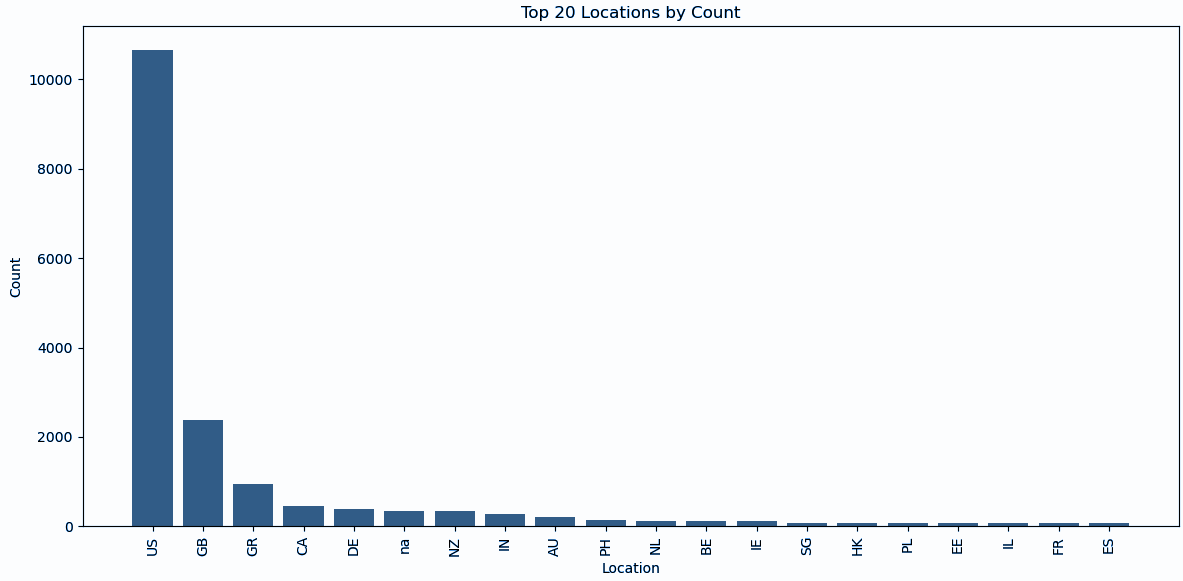 Top 20 Locations by Count
10000
8000
6000
4000
2000
0
Count
US GB GR CA DE na NZ IN AU PH NL BE IE SG HK PL EE IL FR ES
Location